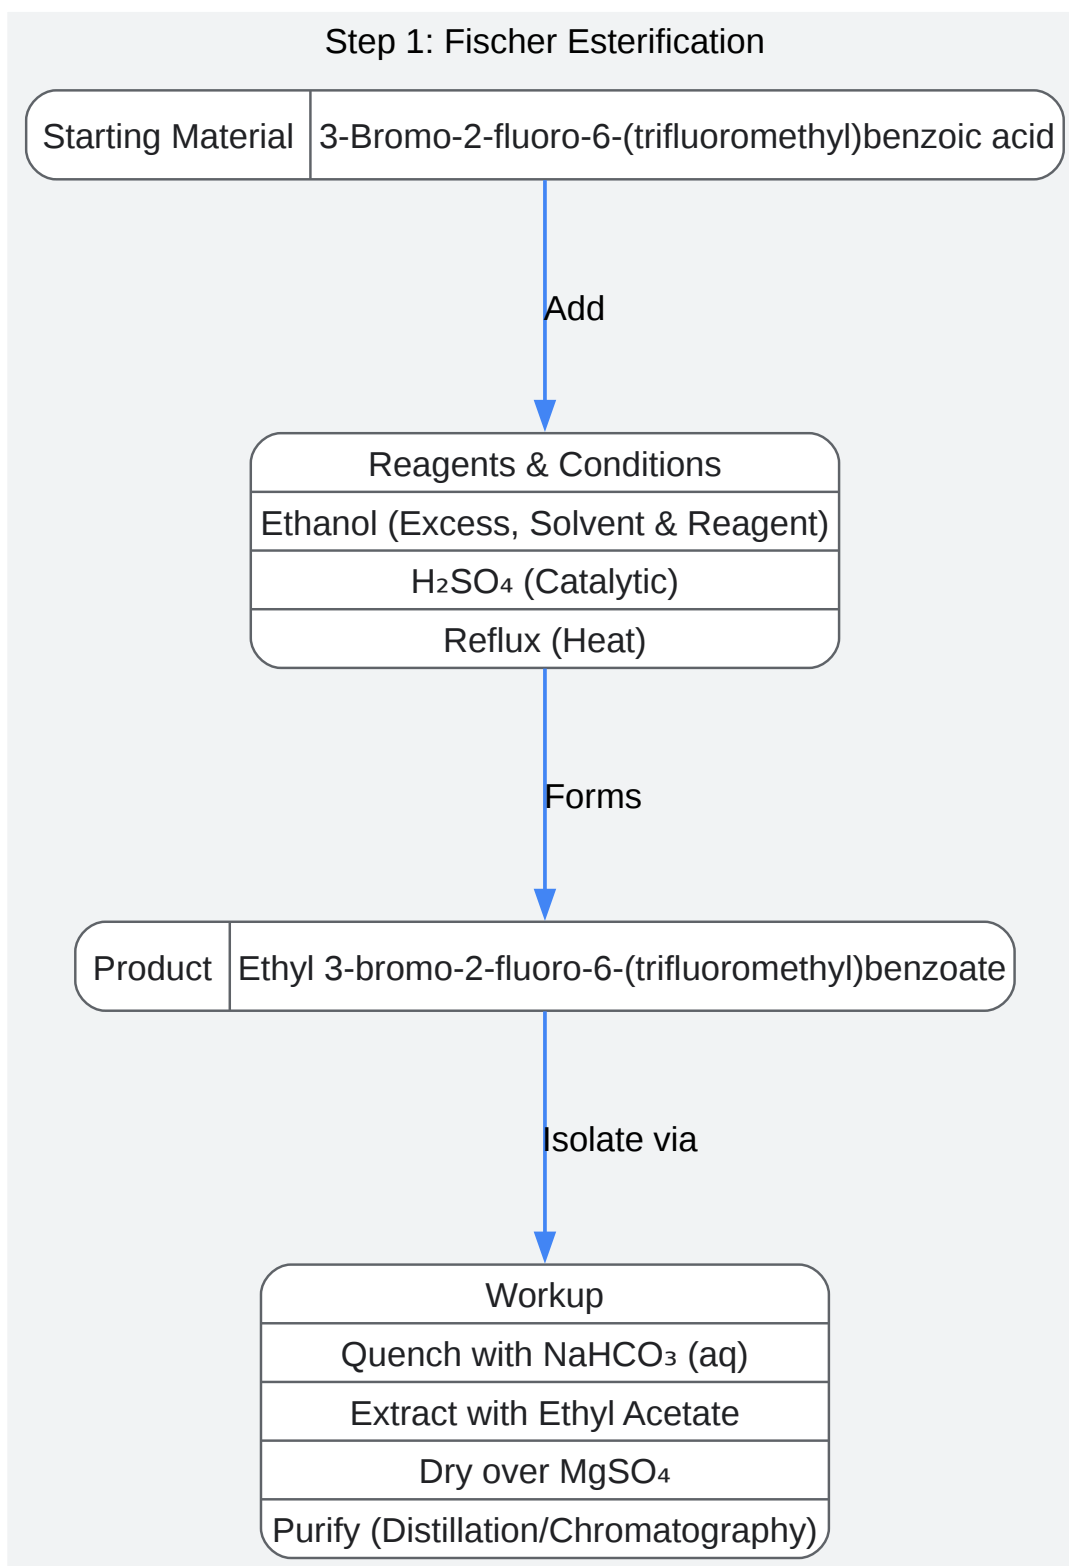 Step 1: Fischer Esterification
Starting Material
3-Bromo-2-fluoro-6-(trifluoromethyl)benzoic acid
Add
Reagents & Conditions
Ethanol (Excess, Solvent & Reagent)
H₂SO₄ (Catalytic)
Reflux (Heat)
Forms
Product
Ethyl 3-bromo-2-fluoro-6-(trifluoromethyl)benzoate
Isolate via
Workup
Quench with NaHCO₃ (aq)
Extract with Ethyl Acetate
Dry over MgSO₄
Purify (Distillation/Chromatography)